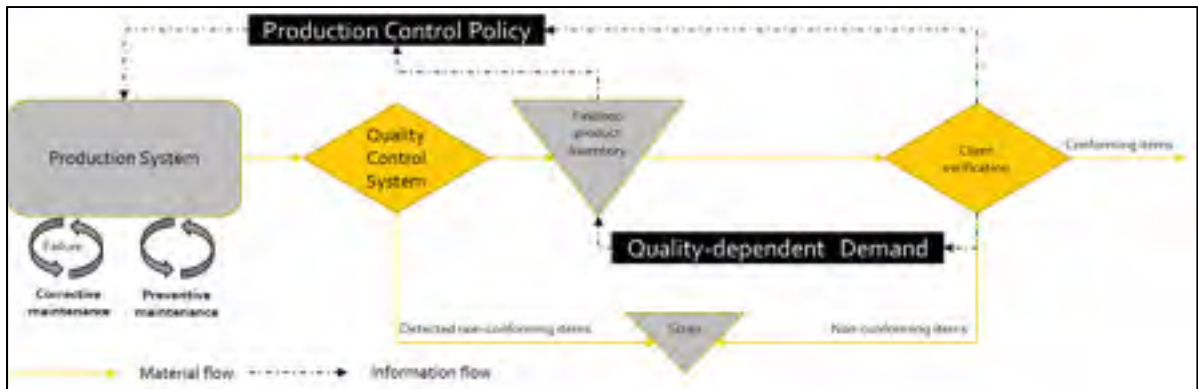 Production Control Policy
Production System
Quality
Control
System
Finished
product
Inventory
Client
verification
Conforming items
Failure
Quality-dependent Demand
Corrective
maintenance
Preventive
maintenance
Detected non-conforming items
Scrap
Non-conforming items
Material flow
Information flow